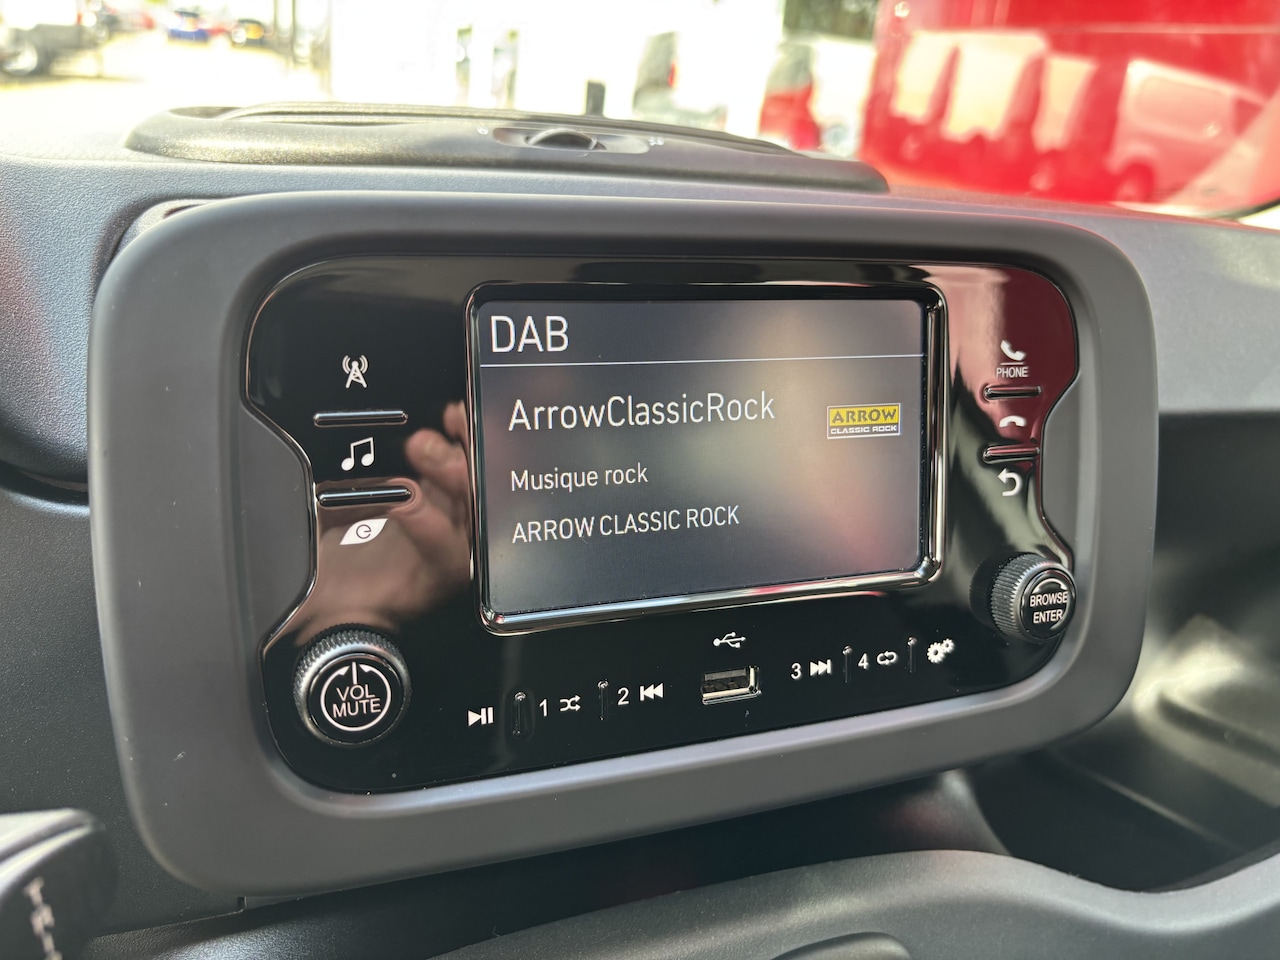 DAB
ArrowClassicRock
ARROW
CLASSIC ROCK
Musique rock
ARROW CLASSIC ROCK
PHONE
BROWSE
ENTER
VOL
MUTE
1
2
3
4